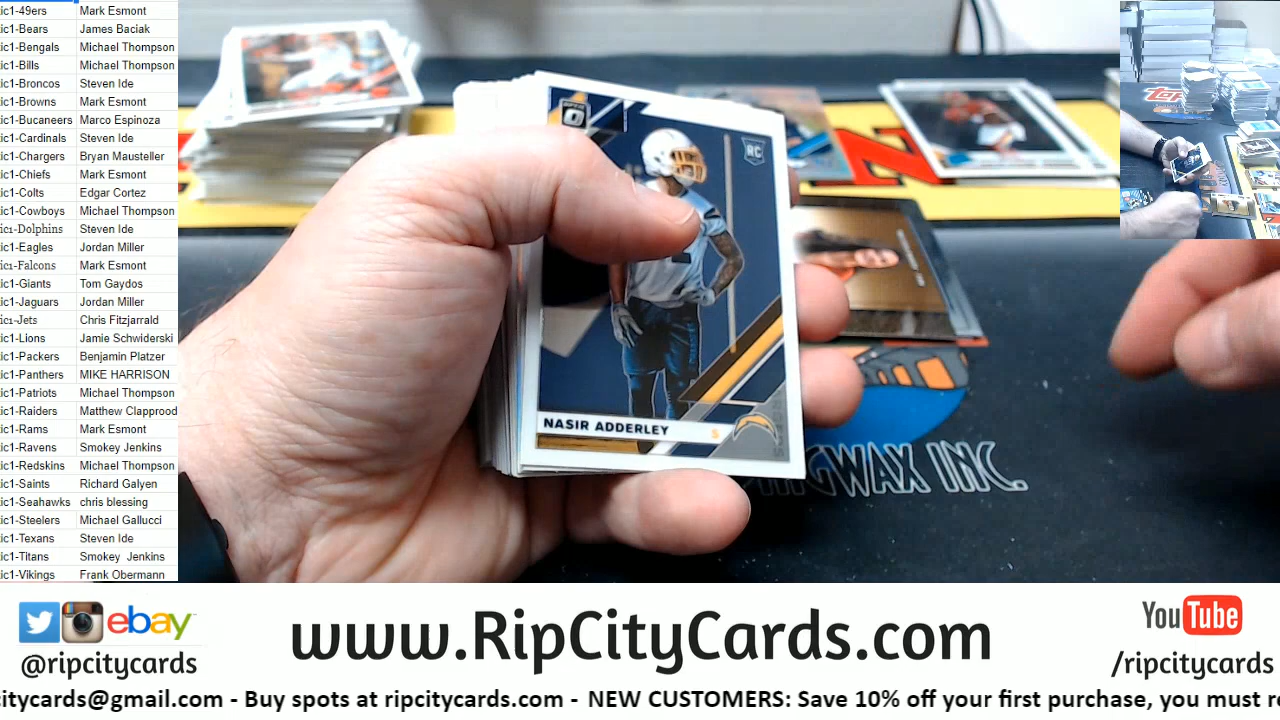 ic1-49ers Mark Esmont
ic1-Bears James Baciak
ic1-Bengals Michael Thompson
ic1-Bills Michael Thompson
ic1-Broncos Steven Ide
ic1-Browns Mark Esmont
ic1-Bucaneers Marco Espinoza
ic1-Cardinals Steven Ide
ic1-Chargers Bryan Mausteller
ic1-Chiefs Mark Esmont
ic1-Colts Edgar Cortez
ic1-Cowboys Michael Thompson
ic1-Dolphins Steven Ide
ic1-Eagles Jordan Miller
ic1-Falcons Mark Esmont
ic1-Giants Tom Gaydos
ic1-Jaguars Jordan Miller
ic1-Jets Chris Fitzjarrald
ic1-Lions Jamie Schwiderski
ic1-Packers Benjamin Platzer
ic1-Panthers MIKE HARRISON
ic1-Patriots Michael Thompson
ic1-Raiders Matthew Clapprood
ic1-Rams Mark Esmont
ic1-Ravens Smokey Jenkins
ic1-Redskins Michael Thompson
ic1-Saints Richard Galyen
ic1-Seahawks chris blessing
ic1-Steelers Michael Gallucci
ic1-Texans Steven Ide
ic1-Titans Smokey Jenkins
ic1-Vikings Frank Obermann
RC
NASIR ADDERLEY S
GWAX INC.
Topps
ebay
@ripcitycards
www.RipCityCards.com
YouTube
/ripcitycards
citycards@gmail.com - Buy spots at ripcitycards.com - NEW CUSTOMERS: Save 10% off your first purchase, you must re